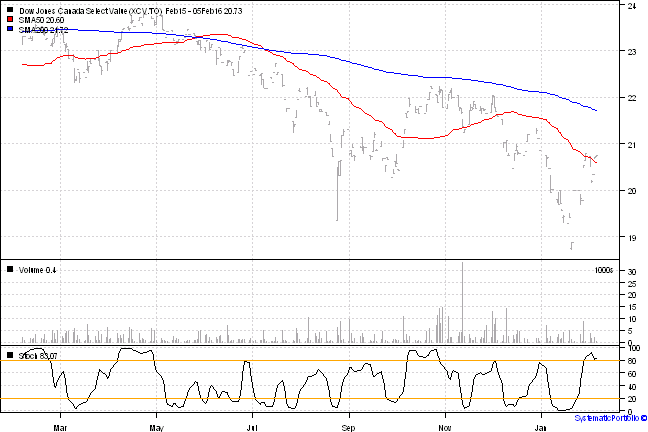 Dow Jones Canada Select Value (XCV.TO) Feb15 - 05Feb16 20.73
SMA50 20.60
SMA200 21.72
24
23
22
21
20
19
Volume 0.4
1000s
30
25
20
15
10
5
0
Stoch 83.07
100
80
60
40
20
0
Mar May Jul Sep Nov Jan
SystematicPortfolio ©